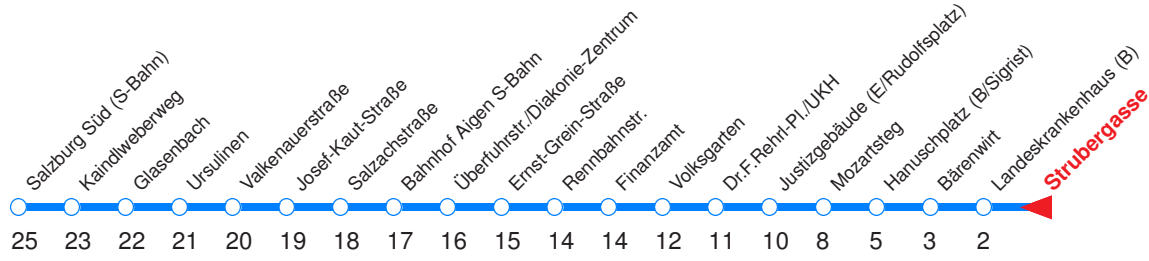 Salzburg Süd (S-Bahn)
Kaindlweberweg
Glasenbach
Ursulinen
Valkenauerstraße
Josef-Kaut-Straße
Salzachstraße
Bahnhof Aigen S-Bahn
Überfuhrstr./Diakonie-Zentrum
Ernst-Grein-Straße
Rennbahnstr.
Finanzamt
Volksgarten
Dr.F.Rehrl-Pl./UKH
Justizgebäude (E/Rudolfsplatz)
Mozartsteg
Hanuschplatz (B/Sigrist)
Bärenwirt
Landeskrankenhaus (B)
Strubergasse
25 23 22 21 20 19 18 17 16 15 14 14 12 11 10 8 5 3 2